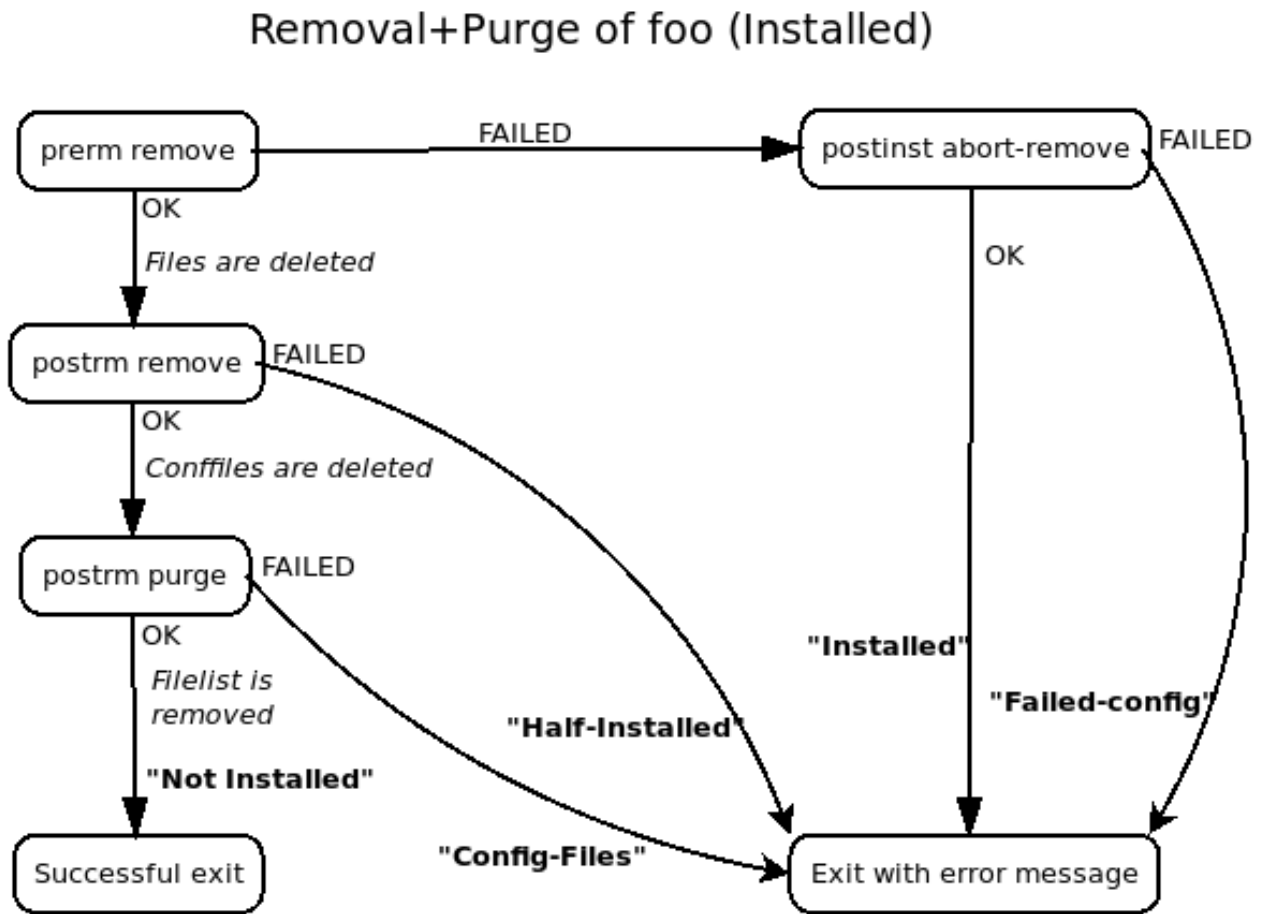 Removal+Purge of foo (Installed)
prerm remove
FAILED
postinst abort-remove
FAILED
OK
Files are deleted
OK
postrm remove
FAILED
OK
Conffiles are deleted
postrm purge
FAILED
OK
Filelist is
removed
"Installed"
"Failed-config"
"Half-Installed"
"Not Installed"
"Config-Files"
Successful exit
Exit with error message